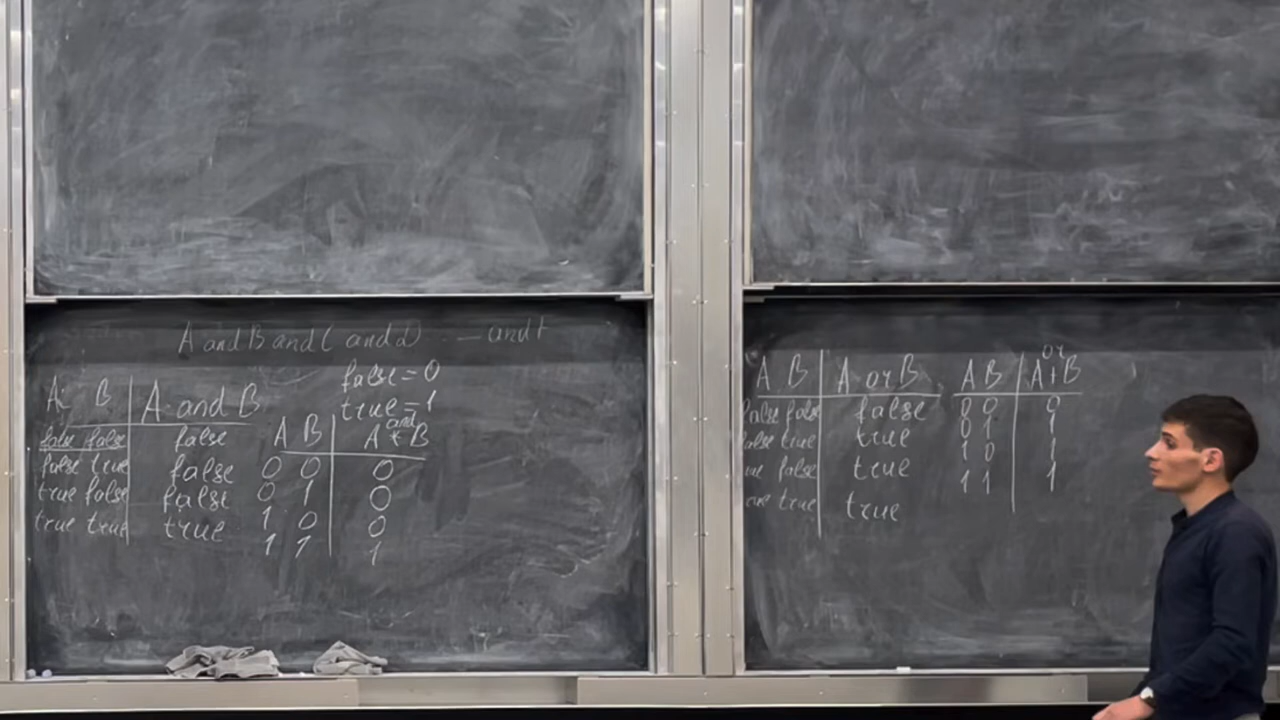 A and B and C and D — and F
false = 0
true = 1
A B A and B
false false false
false true false
true false false
true true true
A B A and * B
0 0 0
0 1 0
1 0 0
1 1 1
A B A or B
false false false
false true true
true false true
true true true
A B A or + B
0 0 0
0 1 1
1 0 1
1 1 1